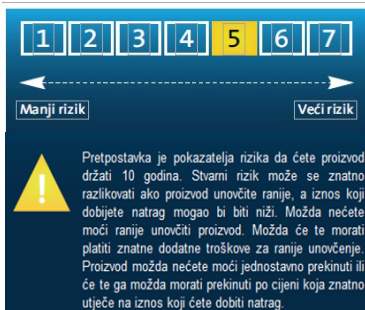 1 2 3 4 5 6 7
Manji rizik Veći rizik
Pretpostavka je pokazatelja rizika da ćete proizvod
držati 10 godina. Stvarni rizik može se znatno
razlikovati ako proizvod unovčite ranije, a iznos koji
dobijete natrag mogao bi biti niži. Možda nećete
moći ranije unovčiti proizvod. Možda će te morati
platiti znatne dodatne troškove za ranije unovčenje.
Proizvod možda nećete moći jednostavno prekinuti ili
će te ga možda morati prekinuti po cijeni koja znatno
utječe na iznos koji ćete dobiti natrag.